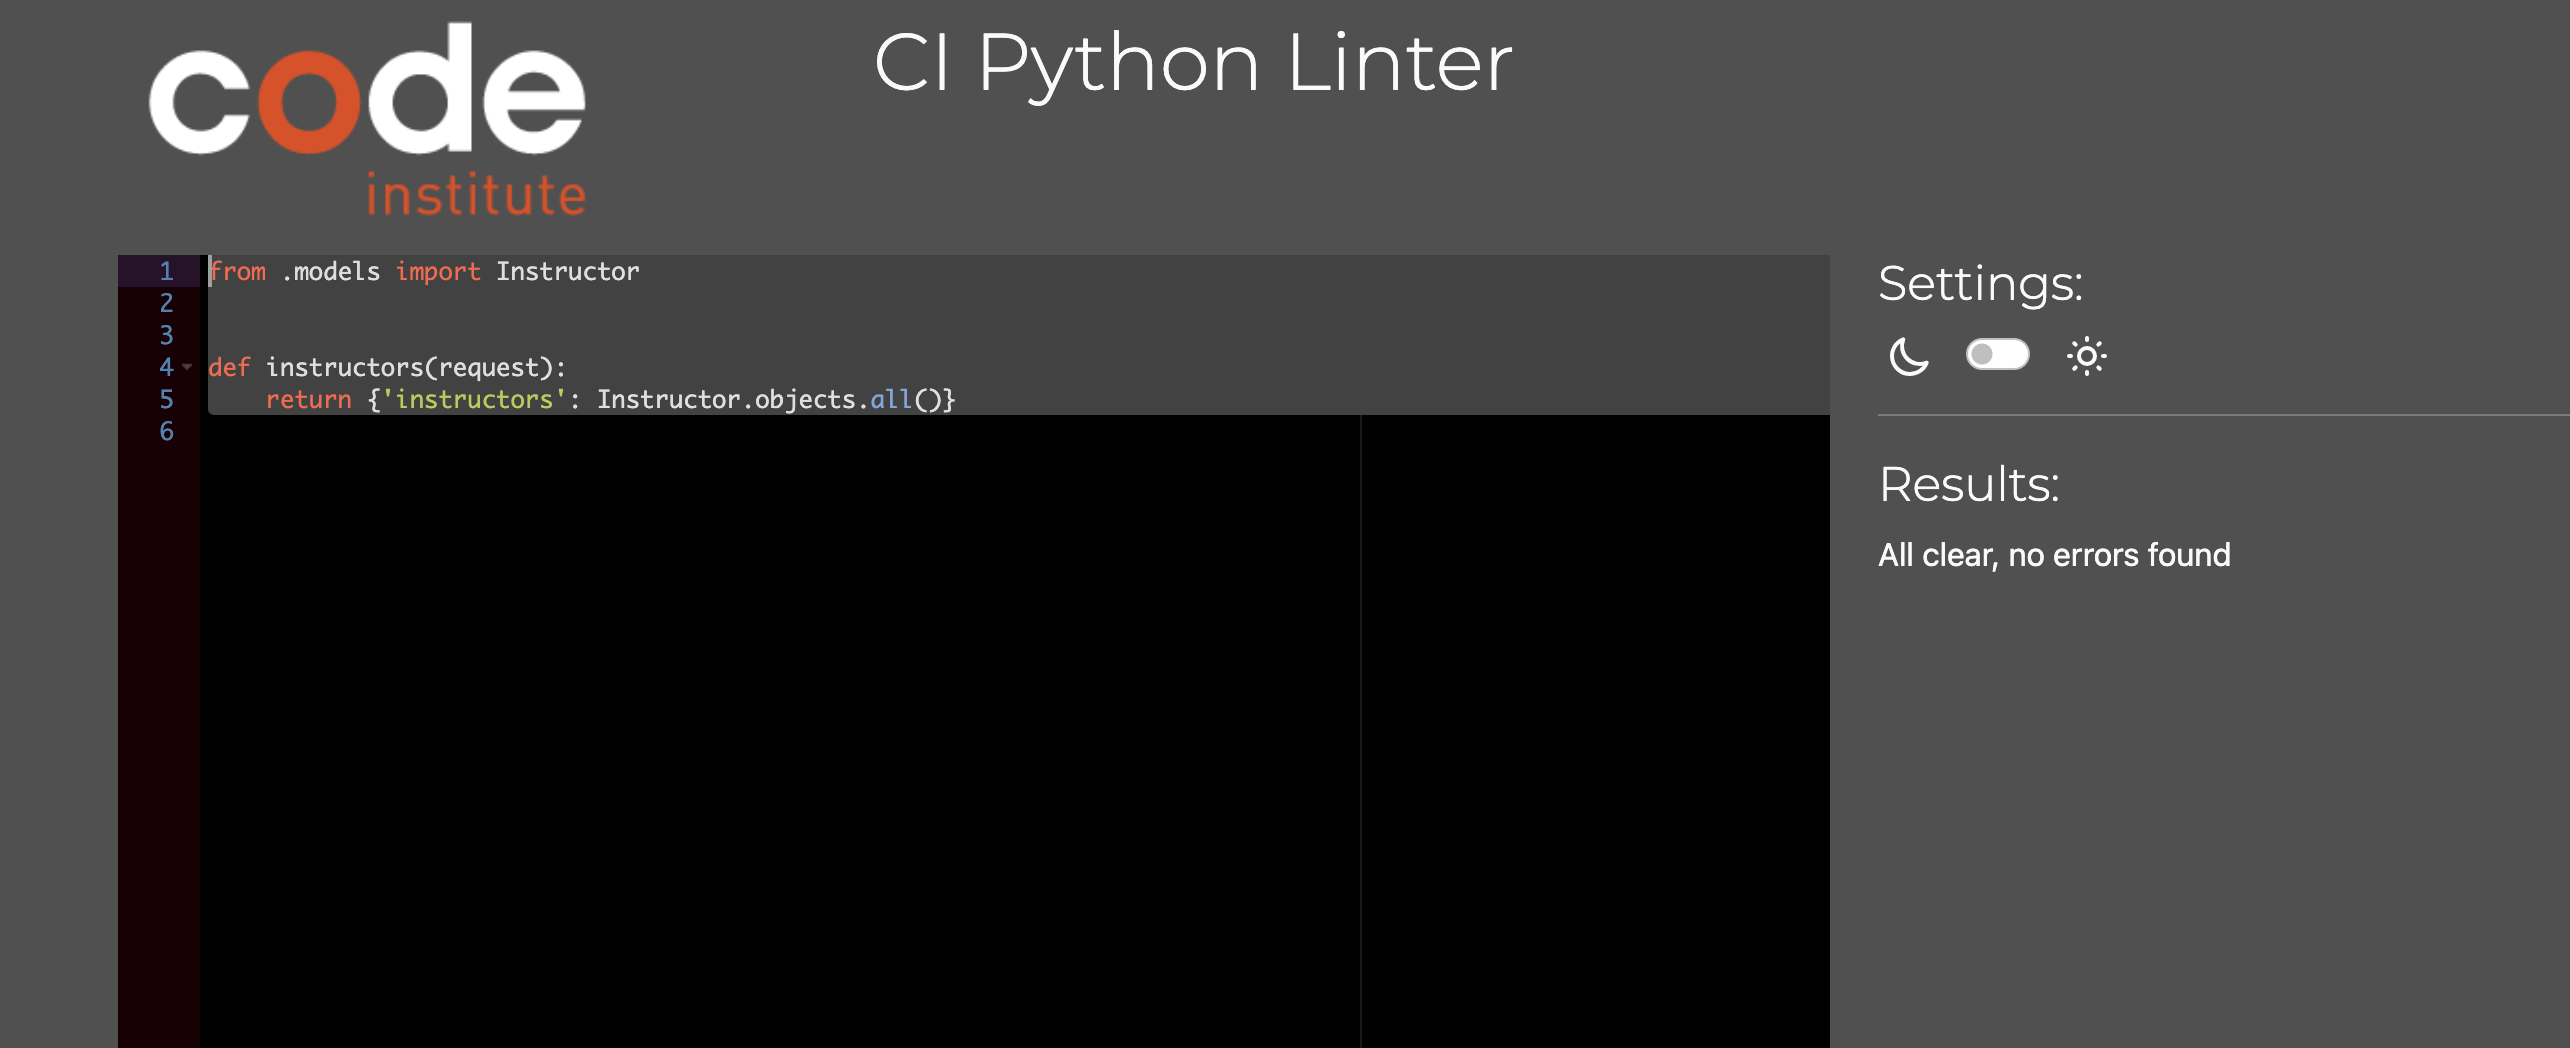 code
institute
CI Python Linter
1 from .models import Instructor
2
3
4 def instructors(request):
5     return {'instructors': Instructor.objects.all()}
6
Settings:
Results:
All clear, no errors found